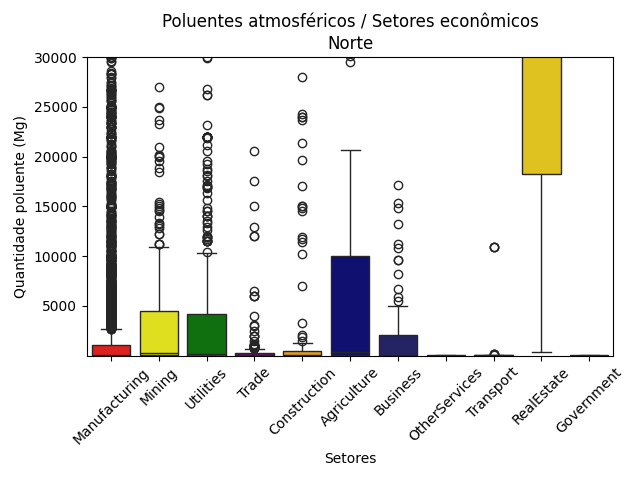 Poluentes atmosféricos / Setores econômicos
Norte
Quantidade poluente (Mg)
30000
20000
15000
10000
5000
Manufacturing
Mining
Utilities
Trade
Construction
Agriculture
Business
OtherServices
Transport
RealEstate
Government
Setores